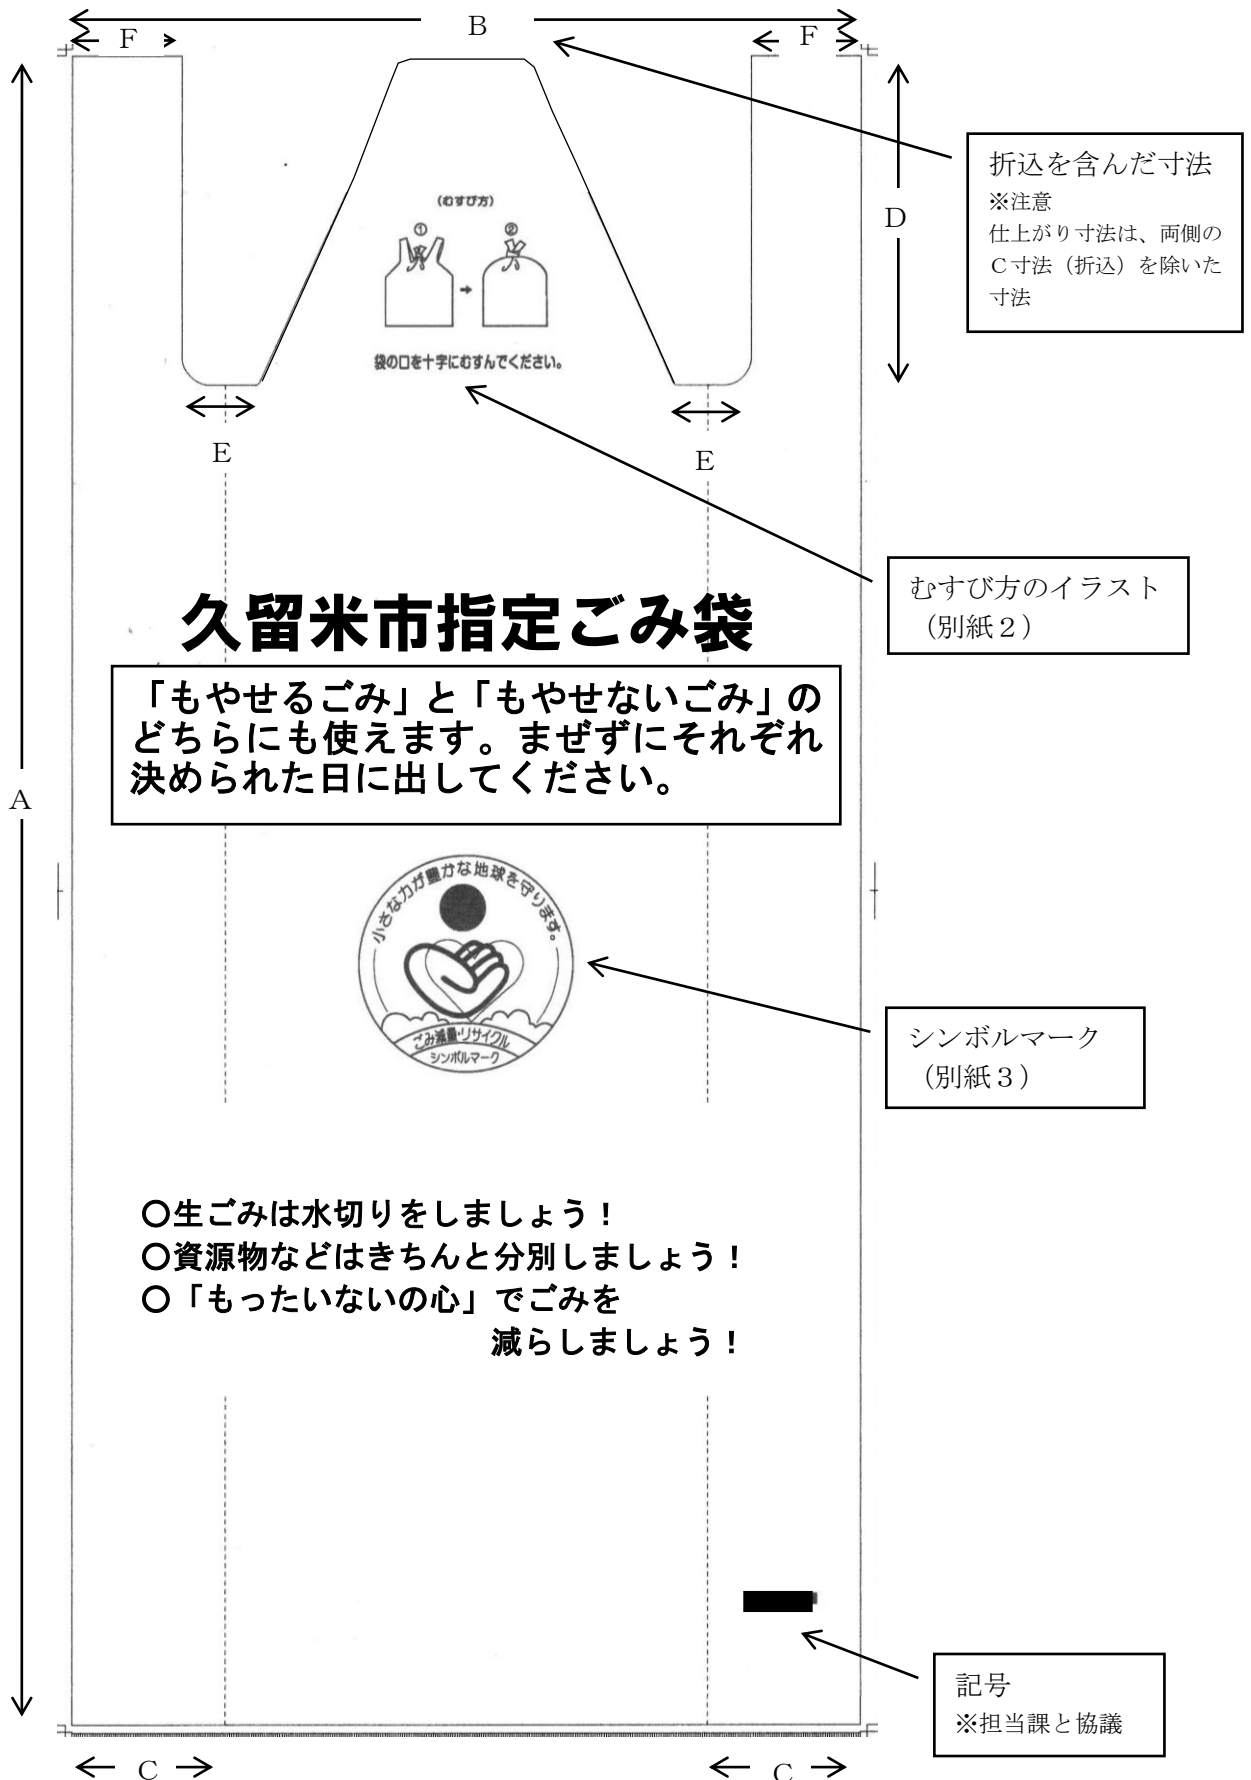 B
F
F
折込を含んだ寸法
※注意
仕上がり寸法は、両側の
C寸法（折込）を除いた
寸法
D
(むすび方)
① ②
袋の口を十字にむすんでください。
E
E
むすび方のイラスト
（別紙２）
久留米市指定ごみ袋
「もやせるごみ」と「もやせないごみ」の
どちらにも使えます。まぜずにそれぞれ
決められた日に出してください。
A
小さな力が豊かな地球を守ります。
ごみ減量・リサイクル
シンボルマーク
シンボルマーク
（別紙３）
○生ごみは水切りをしましょう！
○資源物などはきちんと分別しましょう！
○「もったいないの心」でごみを
減らしましょう！
記号
※担当課と協議
C
C